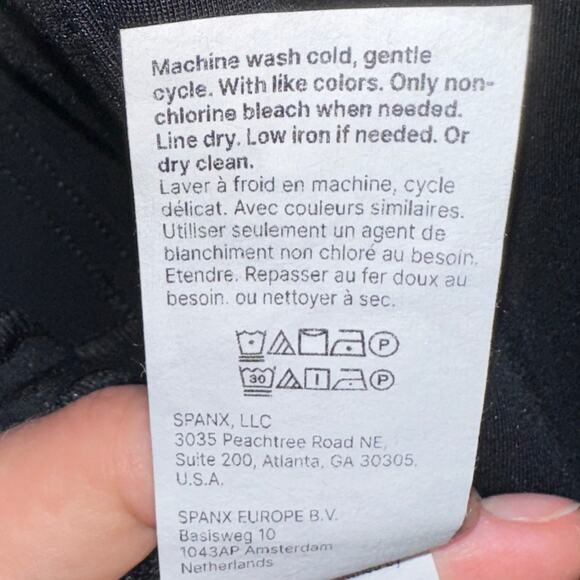 Machine wash cold, gentle
cycle. With like colors. Only non-
chlorine bleach when needed.
Line dry. Low iron if needed. Or
dry clean.
Laver à froid en machine, cycle
délicat. Avec couleurs similaires.
Utiliser seulement un agent de
blanchiment non chloré au besoin.
Etendre. Repasser au fer doux au
besoin. ou nettoyer à sec.
P
30 P
SPANX, LLC
3035 Peachtree Road NE,
Suite 200, Atlanta, GA 30305,
U.S.A.
SPANX EUROPE B.V.
Basisweg 10
1043AP Amsterdam
Netherlands